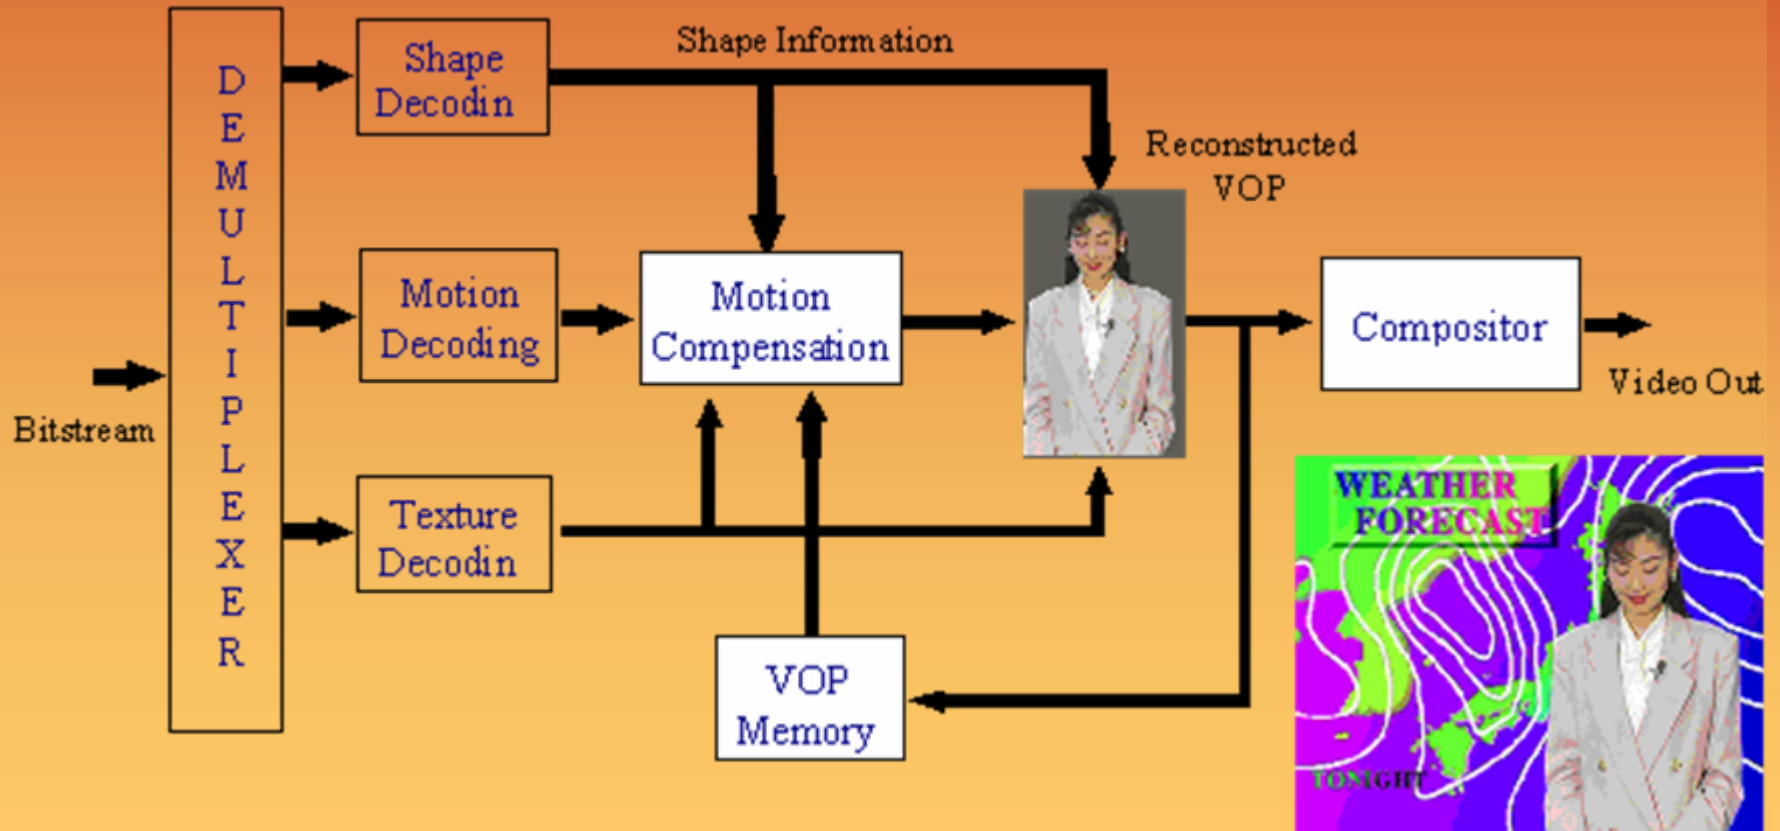 Bitstream
DEMULTIPLEXER
Shape
Decodin
Shape Information
Motion
Decoding
Texture
Decodin
Motion
Compensation
VOP
Memory
Reconstructed
VOP
Compositor
Video Out
WEATHER
FORECAST
TONIGHT